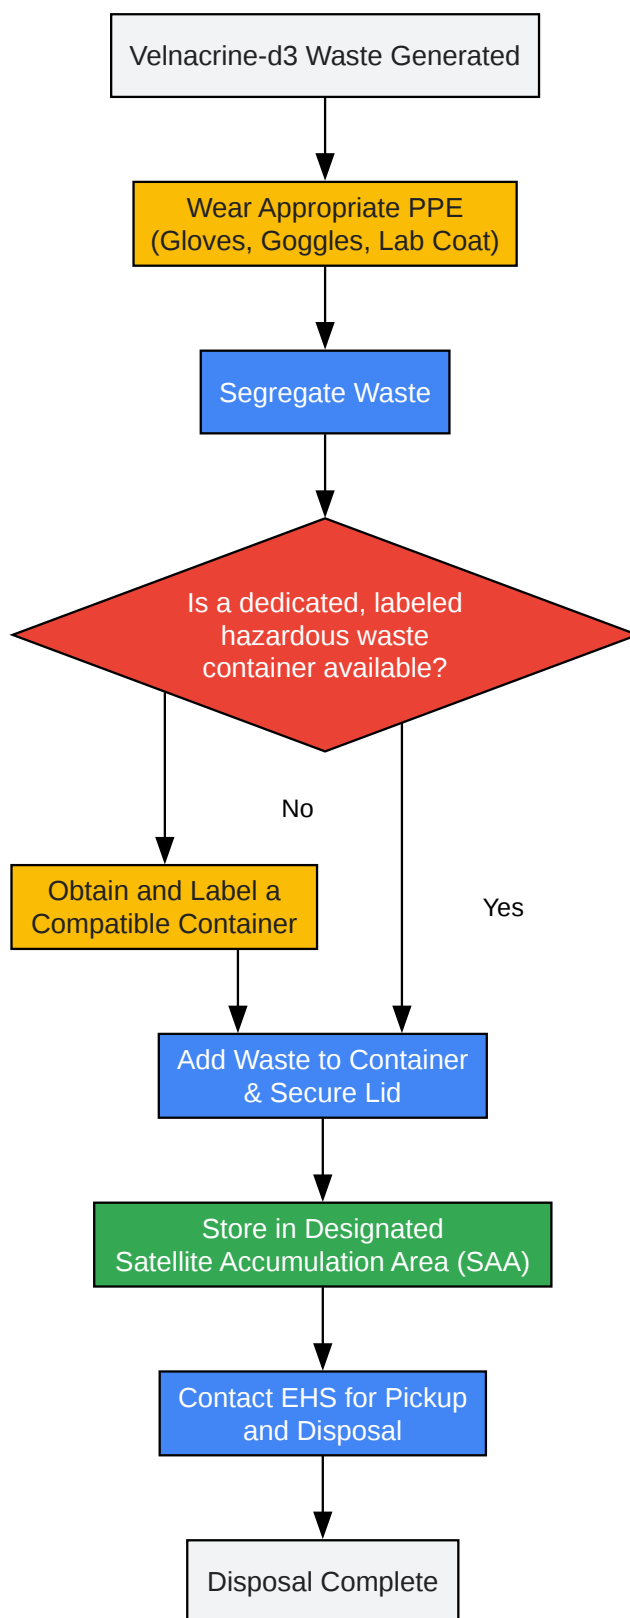 Velnacrine-d3 Waste Generated
Wear Appropriate PPE
(Gloves, Goggles, Lab Coat)
Segregate Waste
Is a dedicated, labeled
hazardous waste
container available?
No
Obtain and Label a
Compatible Container
Yes
Add Waste to Container
& Secure Lid
Store in Designated
Satellite Accumulation Area (SAA)
Contact EHS for Pickup
and Disposal
Disposal Complete